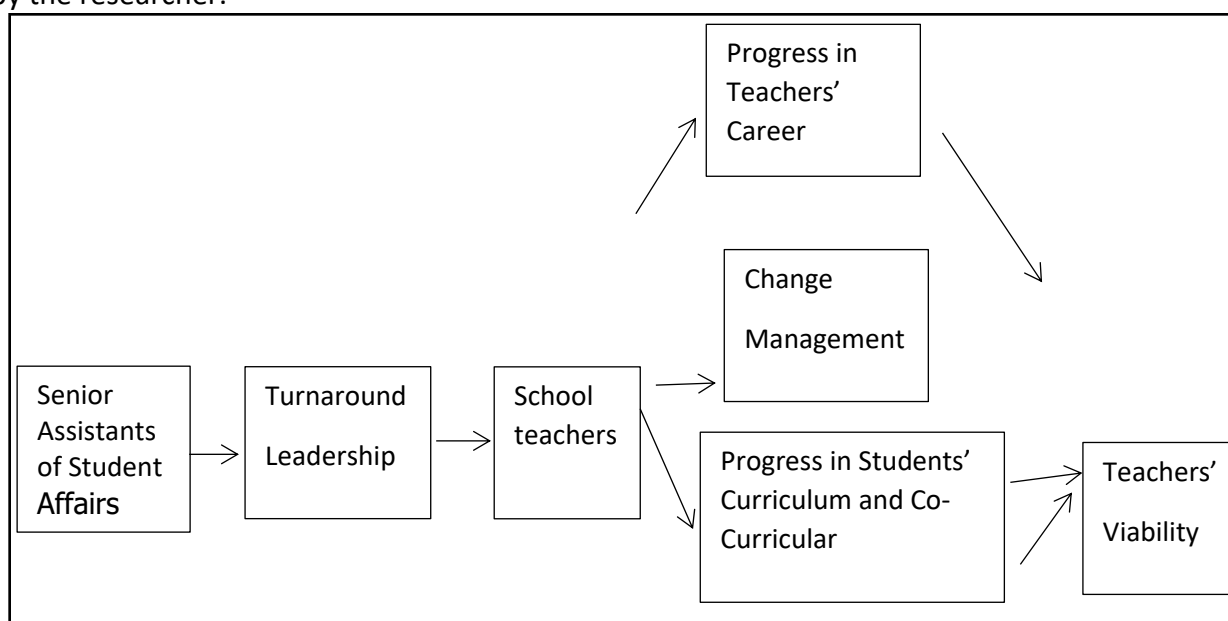 by the researcher.
Progress in
Teachers’
Career
Change
Management
Senior
Assistants
of Student
Affairs
Turnaround
Leadership
School
teachers
Progress in Students’
Curriculum and Co-
Curricular
Teachers’
Viability